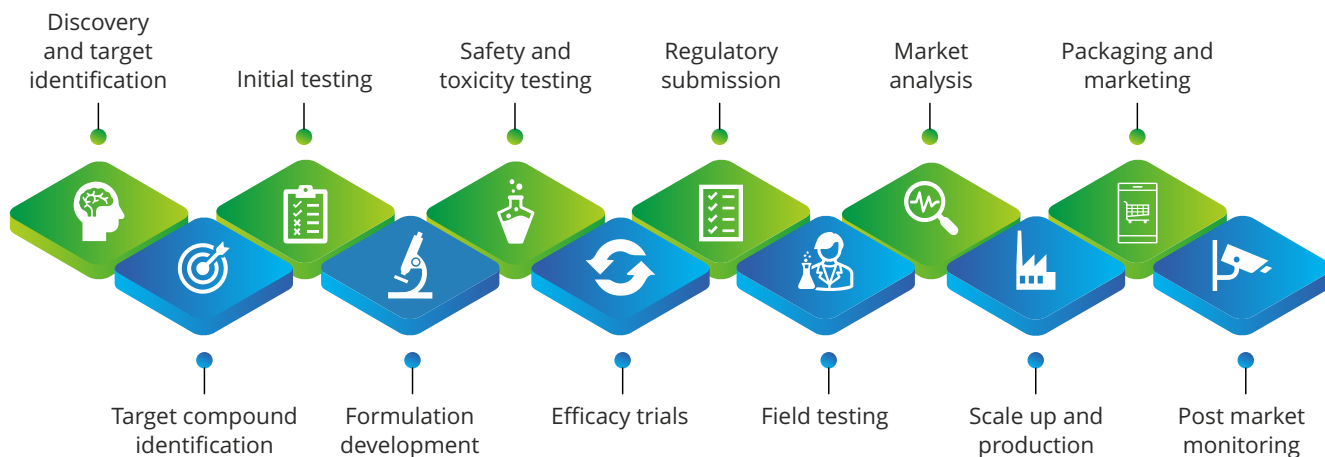 Discovery
and target
identification
Initial testing
Safety and
toxicity testing
Regulatory
submission
Market
analysis
Packaging and
marketing
Target compound
identification
Formulation
development
Efficacy trials
Field testing
Scale up and
production
Post market
monitoring